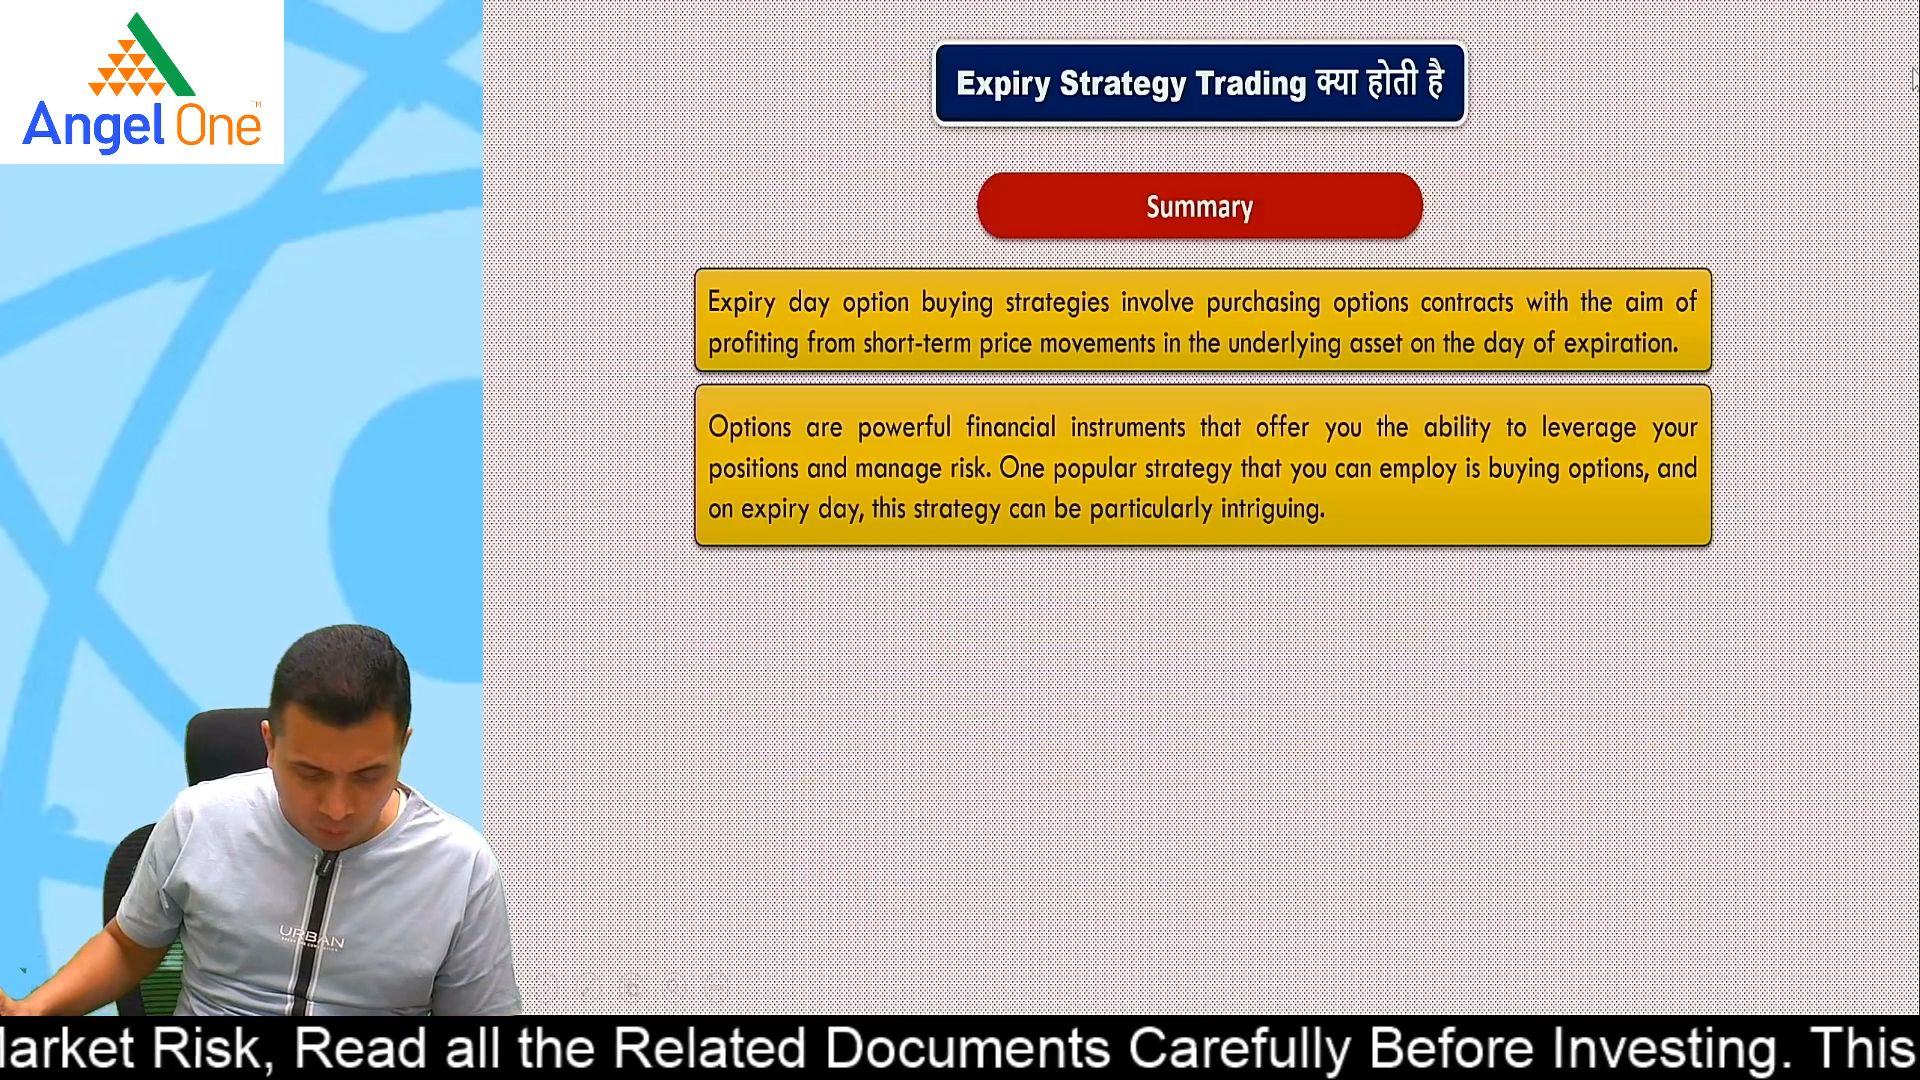 Angel One
TM
Expiry Strategy Trading क्या होती है
Summary
Expiry day option buying strategies involve purchasing options contracts with the aim of
profiting from short-term price movements in the underlying asset on the day of expiration.
Options are powerful financial instruments that offer you the ability to leverage your
positions and manage risk. One popular strategy that you can employ is buying options, and
on expiry day, this strategy can be particularly intriguing.
URBAN
Market Risk, Read all the Related Documents Carefully Before Investing. This